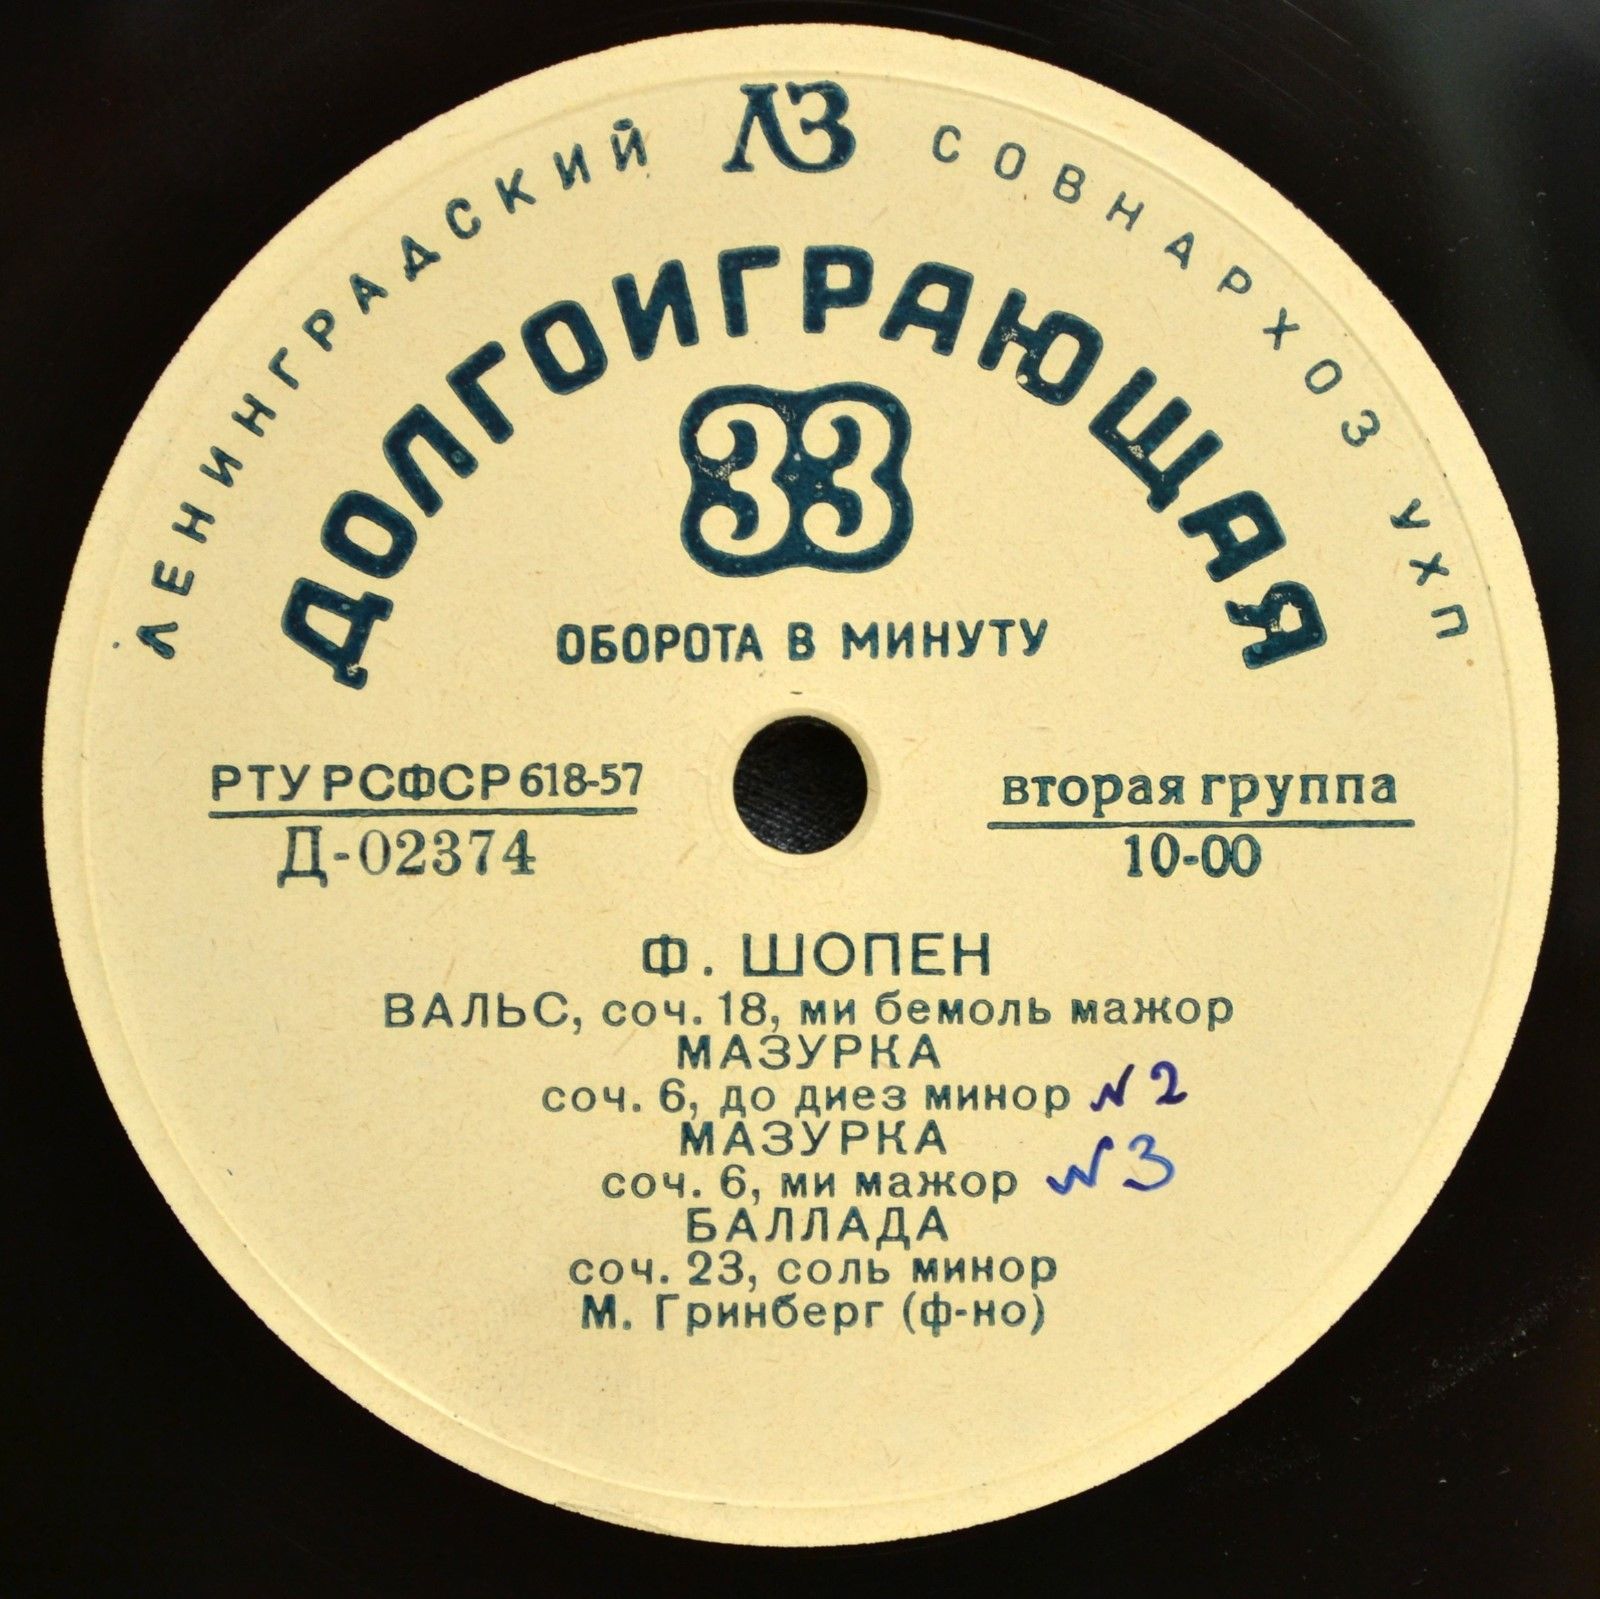 ЛЕНИНГРАДСКИЙ ЛЗ СОВНАРХОЗ УХП
ДОЛГОИГРАЮЩАЯ
33
ОБОРОТА В МИНУТУ
РТУ РСФСР 618-57
Д-02374
вторая группа
10-00
Ф. ШОПЕН
ВАЛЬС, соч. 18, ми бемоль мажор
МАЗУРКА
соч. 6, до диез минор N 2
МАЗУРКА
соч. 6, ми мажор N 3
БАЛЛАДА
соч. 23, соль минор
М. Гринберг (ф-но)